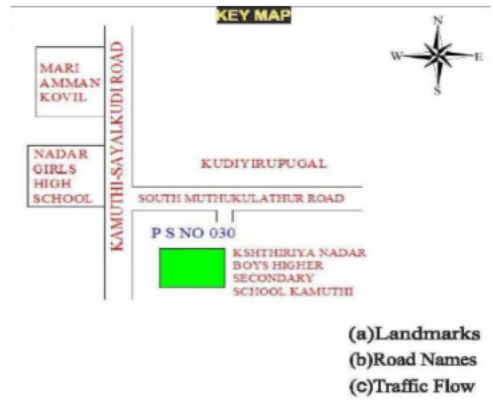 KEY MAP
N
W
E
S
MARI
AMMAN
KOVIL
KAMUTHI-SAYALKUDI ROAD
NADAR
GIRLS
HIGH
SCHOOL
KUDIYIRUPUGAL
SOUTH MUTHUKULATHUR ROAD
P S NO 030
KSHTHIRIYA NADAR
BOYS HIGHER
SECONDARY
SCHOOL KAMUTHI
(a)Landmarks
(b)Road Names
(c)Traffic Flow